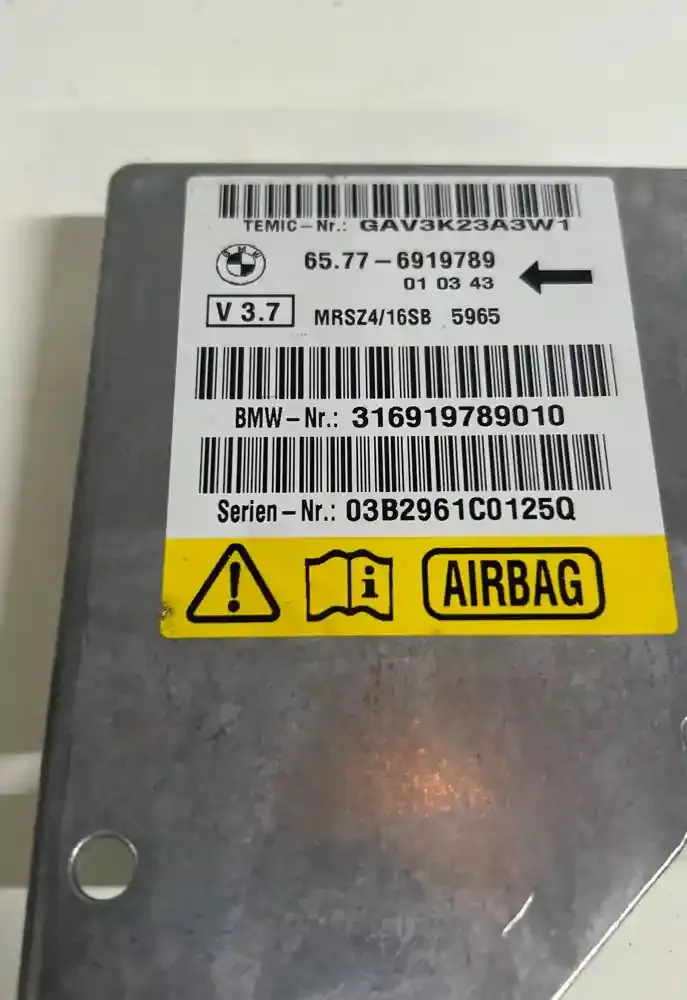 TEMIC-Nr.: GAV3K23A3W1
BMW
65.77-6919789
01 03 43
V 3.7
MRSZ4/16SB 5965
BMW-Nr.: 316919789010
Serien-Nr.: 03B2961C0125Q
AIRBAG